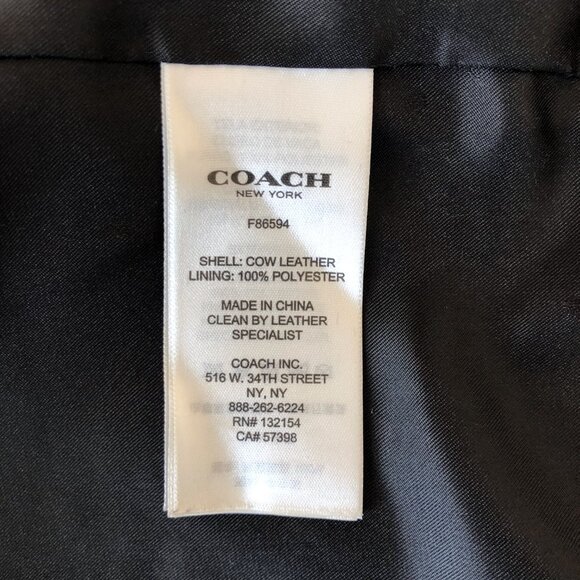 COACH
NEW YORK
F86594
SHELL: COW LEATHER
LINING: 100% POLYESTER
MADE IN CHINA
CLEAN BY LEATHER
SPECIALIST
COACH INC.
516 W. 34TH STREET
NY, NY
888-262-6224
RN# 132154
CA# 57398